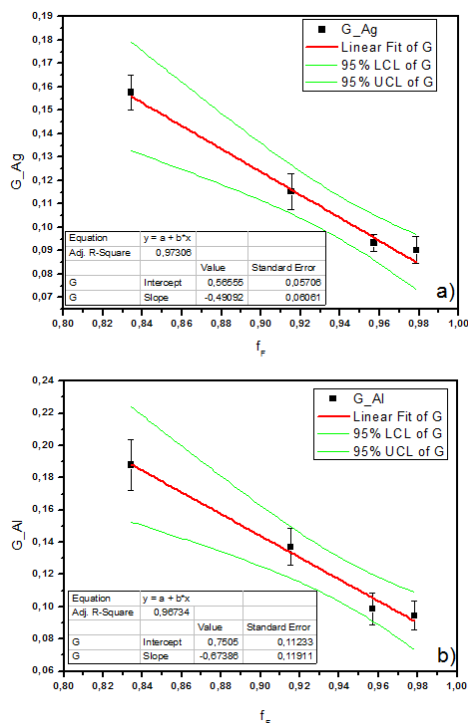 0,19
0,18
0,17
0,16
0,15
0,14
0,13
0,12
0,11
0,10
0,09
0,08
0,07
G_Ag
G_Ag
Linear Fit of G
95% LCL of G
95% UCL of G
Equation y = a + b*x
Adj. R-Square 0,97306
Value Standard Error
G Intercept 0,56555 0,05706
G Slope -0,49092 0,06061
a)
0,80 0,82 0,84 0,86 0,88 0,90 0,92 0,94 0,96 0,98 1,00
0,24
0,22
0,20
0,18
0,16
0,14
0,12
0,10
0,08
0,06
G_Al
G_Al
Linear Fit of G
95% LCL of G
95% UCL of G
Equation y = a + b*x
Adj. R-Square 0,96734
Value Standard Error
G Intercept 0,7505 0,11233
G Slope -0,67386 0,11911
b)
0,80 0,82 0,84 0,86 0,88 0,90 0,92 0,94 0,96 0,98 1,00